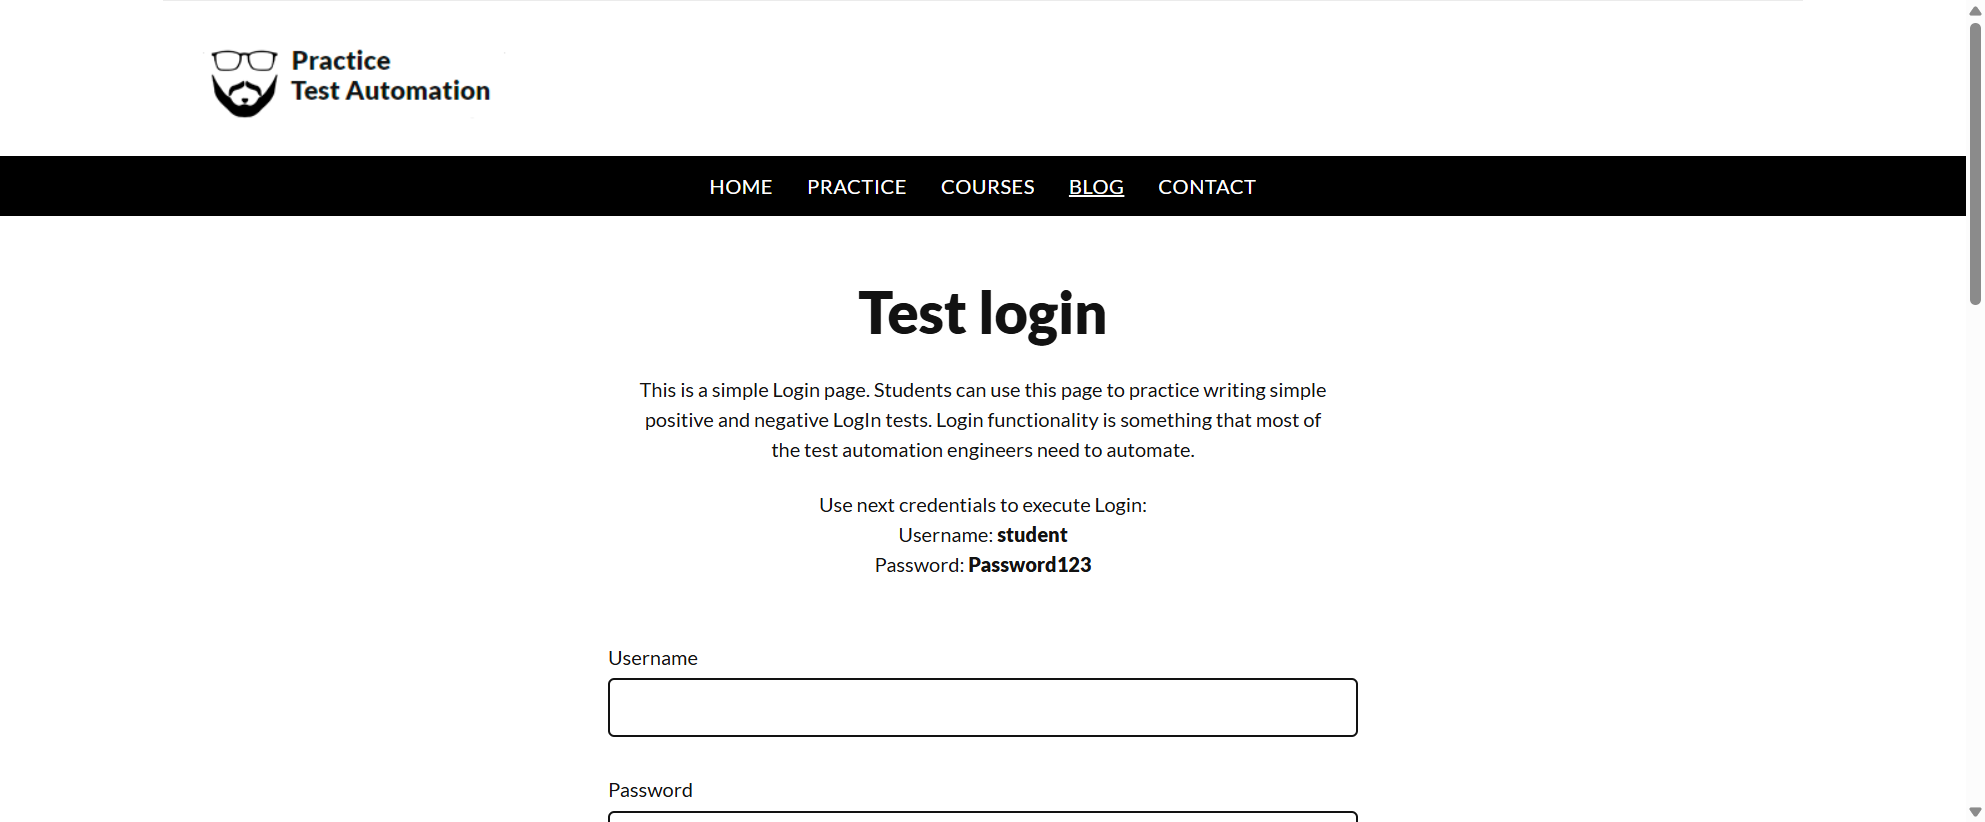 Practice
Test Automation
HOME PRACTICE COURSES BLOG CONTACT
Test login
This is a simple Login page. Students can use this page to practice writing simple
positive and negative LogIn tests. Login functionality is something that most of
the test automation engineers need to automate.
Use next credentials to execute Login:
Username: student
Password: Password123
Username
Password